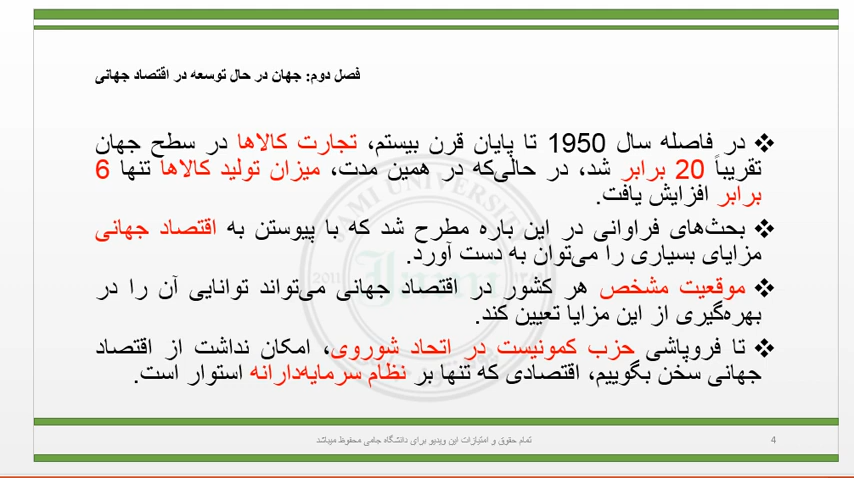 فصل دوم: جهان در حال توسعه در اقتصاد جهانی
❖ در فاصله سال 1950 تا پایان قرن بیستم، تجارت کالاها در سطح جهان
تقریباً 20 برابر شد، در حالی‌که در همین مدت، میزان تولید کالاها تنها 6
برابر افزایش یافت.
❖ بحث‌های فراوانی در این باره مطرح شد که با پیوستن به اقتصاد جهانی
مزایای بسیاری را می‌توان به دست آورد.
❖ موقعیت مشخص هر کشور در اقتصاد جهانی می‌تواند توانایی آن را در
بهره‌گیری از این مزایا تعیین کند.
❖ تا فروپاشی حزب کمونیست در اتحاد شوروی، امکان نداشت از اقتصاد
جهانی سخن بگوییم، اقتصادی که تنها بر نظام سرمایه‌دارانه استوار است.
JAMI UNIVERSITY
2011
Jami
تمام حقوق و امتیازات این ویدیو برای دانشگاه جامی محفوظ میباشد
4